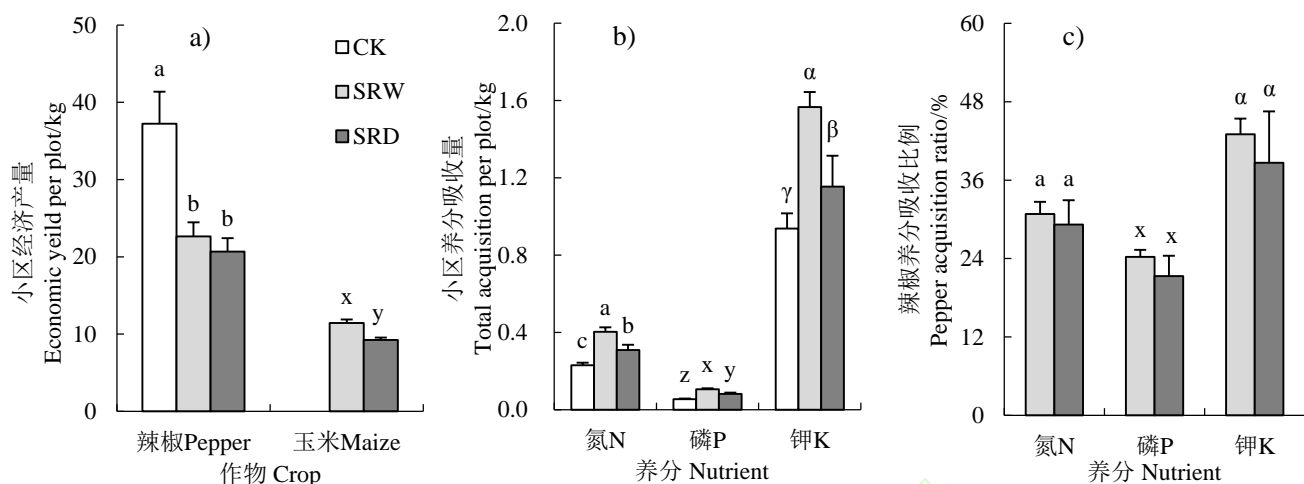 a)
小区经济产量
Economic yeild per plot/kg
50
40
30
20
10
0
CK
SRW
SRD
a
b
b
x
y
辣椒Pepper
玉米Maize
作物 Crop
b)
小区养分吸收量
Total acquisition per plot/kg
2.0
1.6
1.2
0.8
0.4
0.0
c
a
b
z
x
y
γ
α
β
氮N
磷P
钾K
养分 Nutrient
c)
辣椒养分吸收比例
Pepper acquisition ratio/%
60
48
36
24
12
0
a
a
x
x
α
α
氮N
磷P
钾K
养分 Nutrient